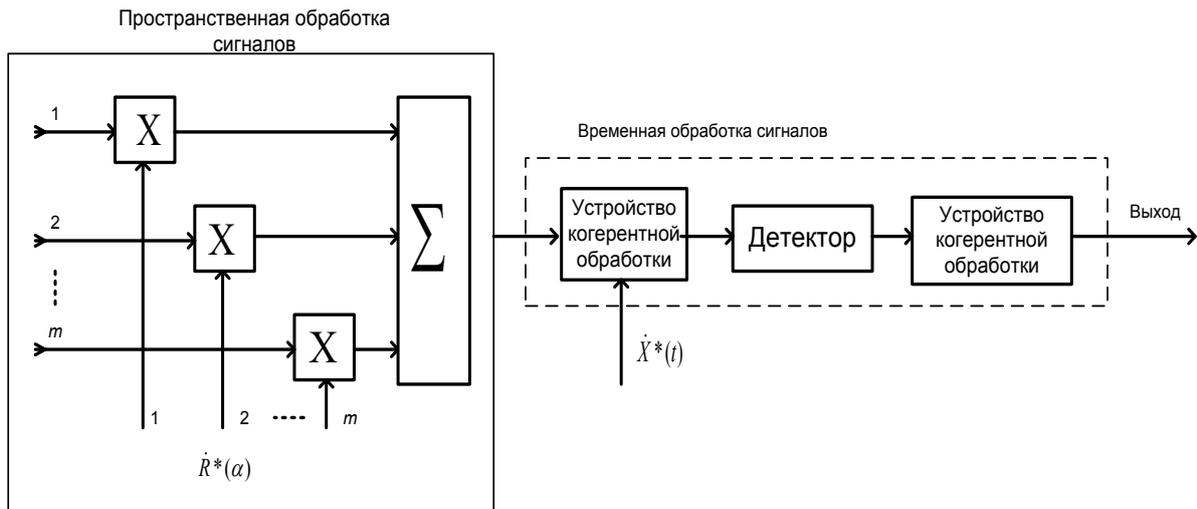 Пространственная обработка
сигналов
1
X
2
X
m
X
Σ
1
2
m
Ṙ*(α)
Временная обработка сигналов
Устройство
когерентной
обработки
Ẋ*(t)
Детектор
Устройство
когерентной
обработки
Выход